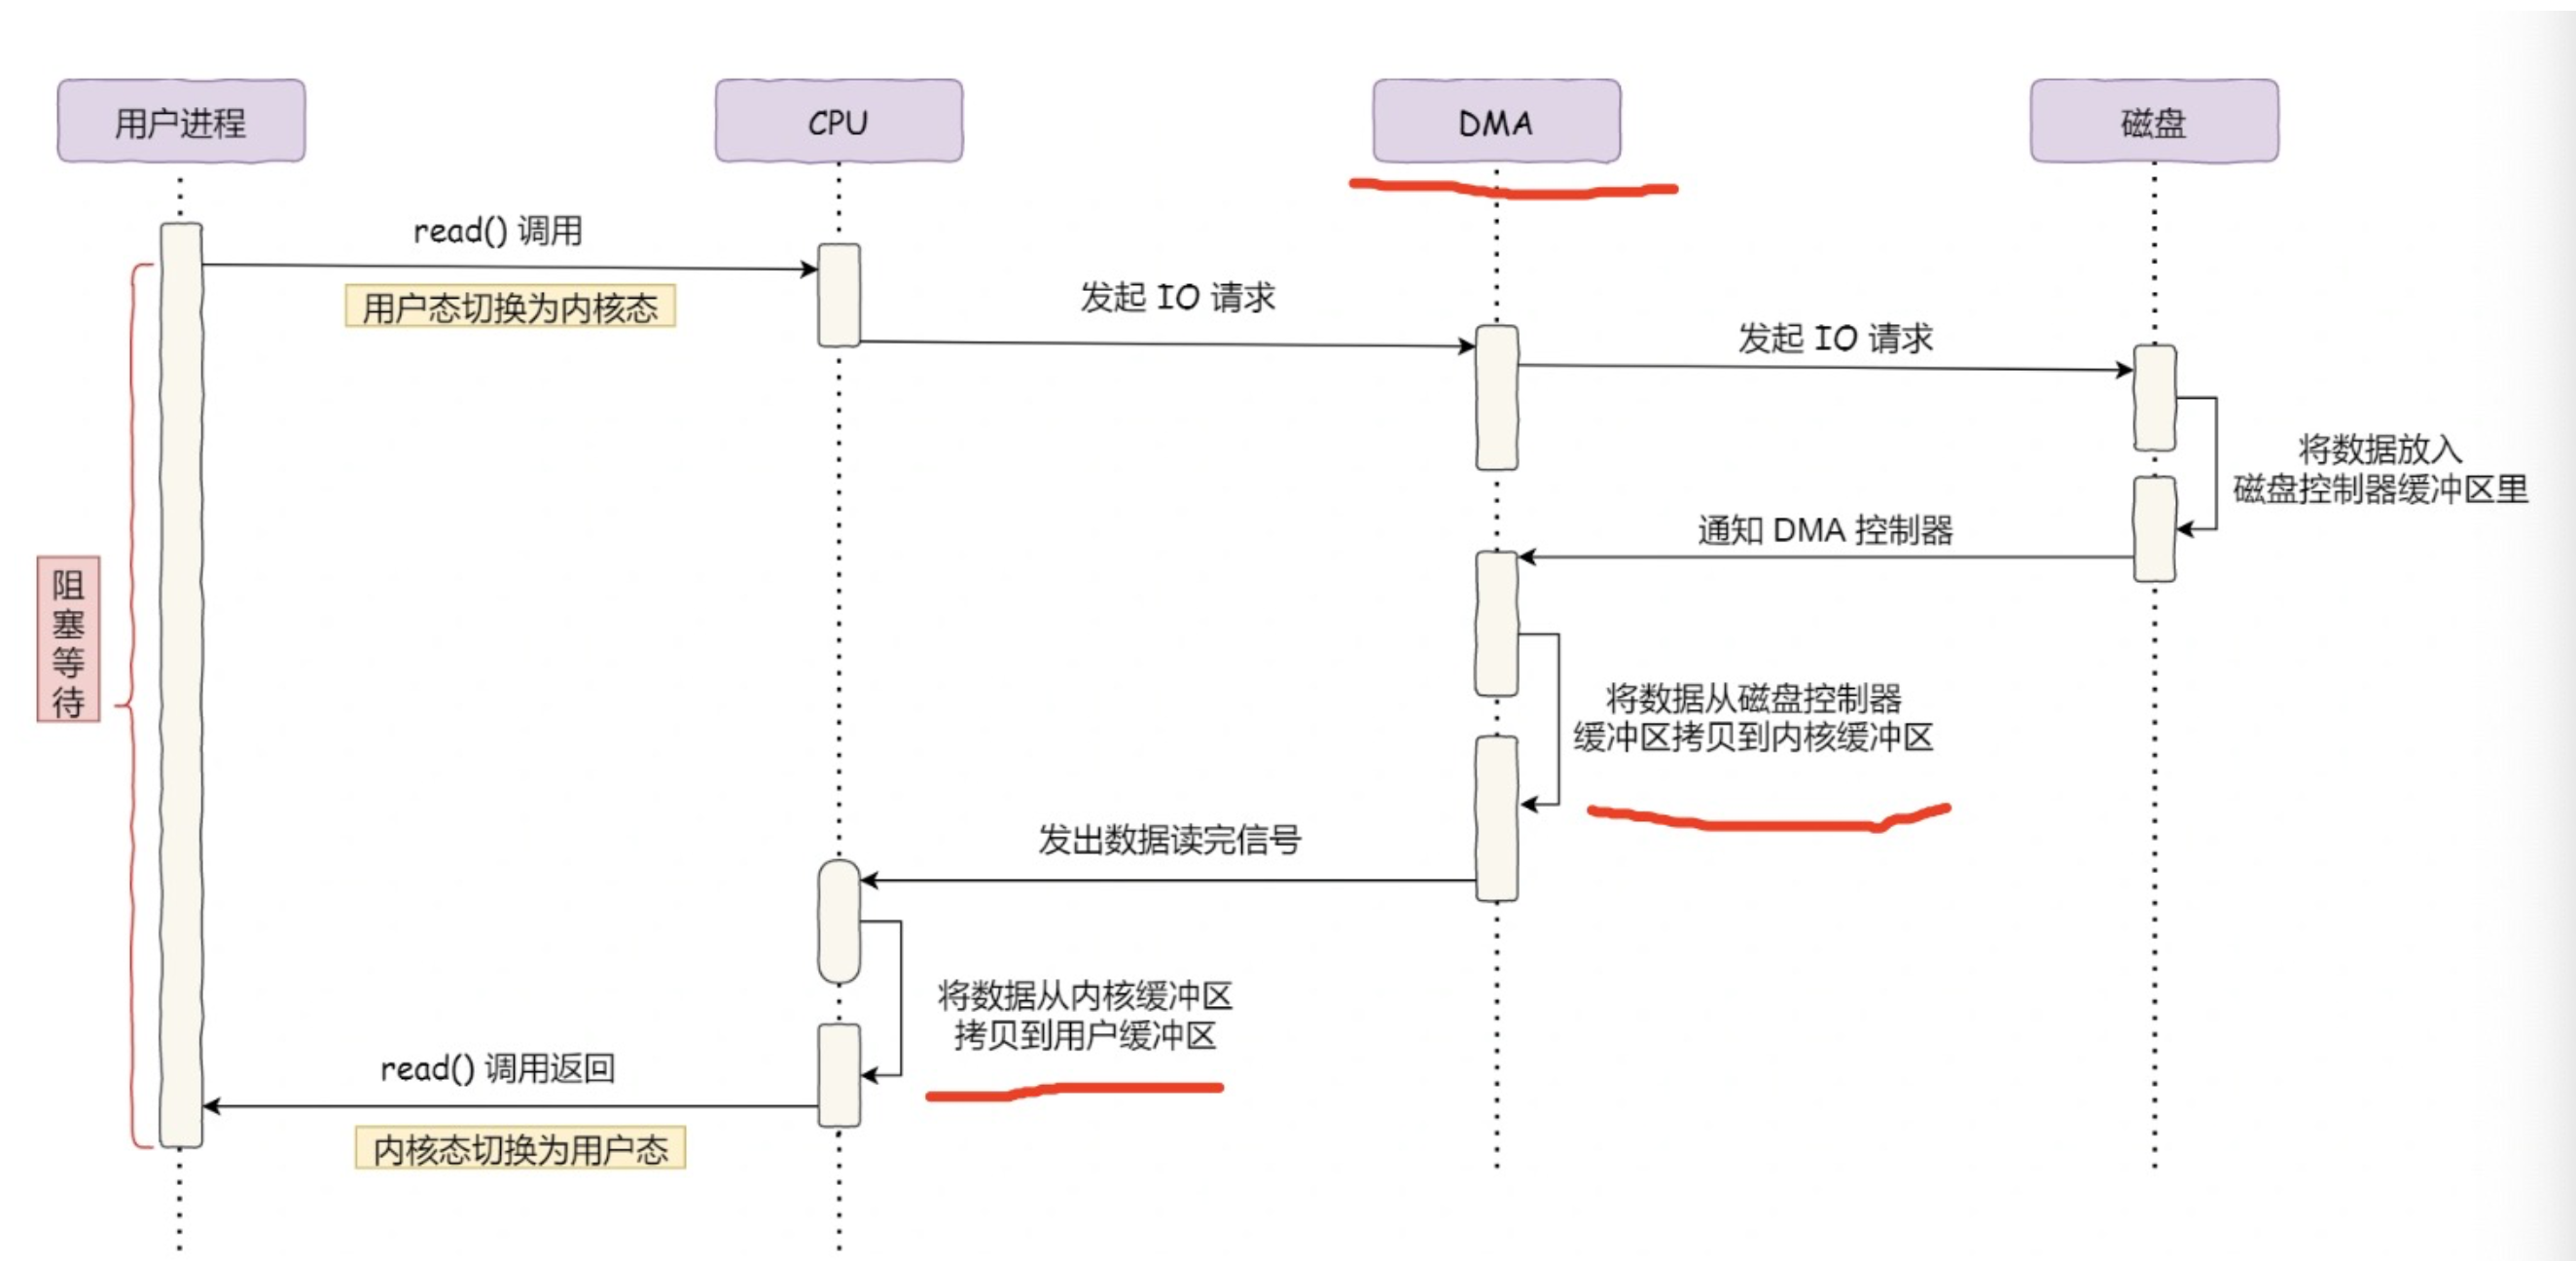 用户进程
CPU
DMA
磁盘
read() 调用
用户态切换为内核态
发起 IO 请求
发起 IO 请求
将数据放入
磁盘控制器缓冲区里
通知 DMA 控制器
阻塞等待
将数据从磁盘控制器
缓冲区拷贝到内核缓冲区
发出数据读完信号
将数据从内核缓冲区
拷贝到用户缓冲区
read() 调用返回
内核态切换为用户态